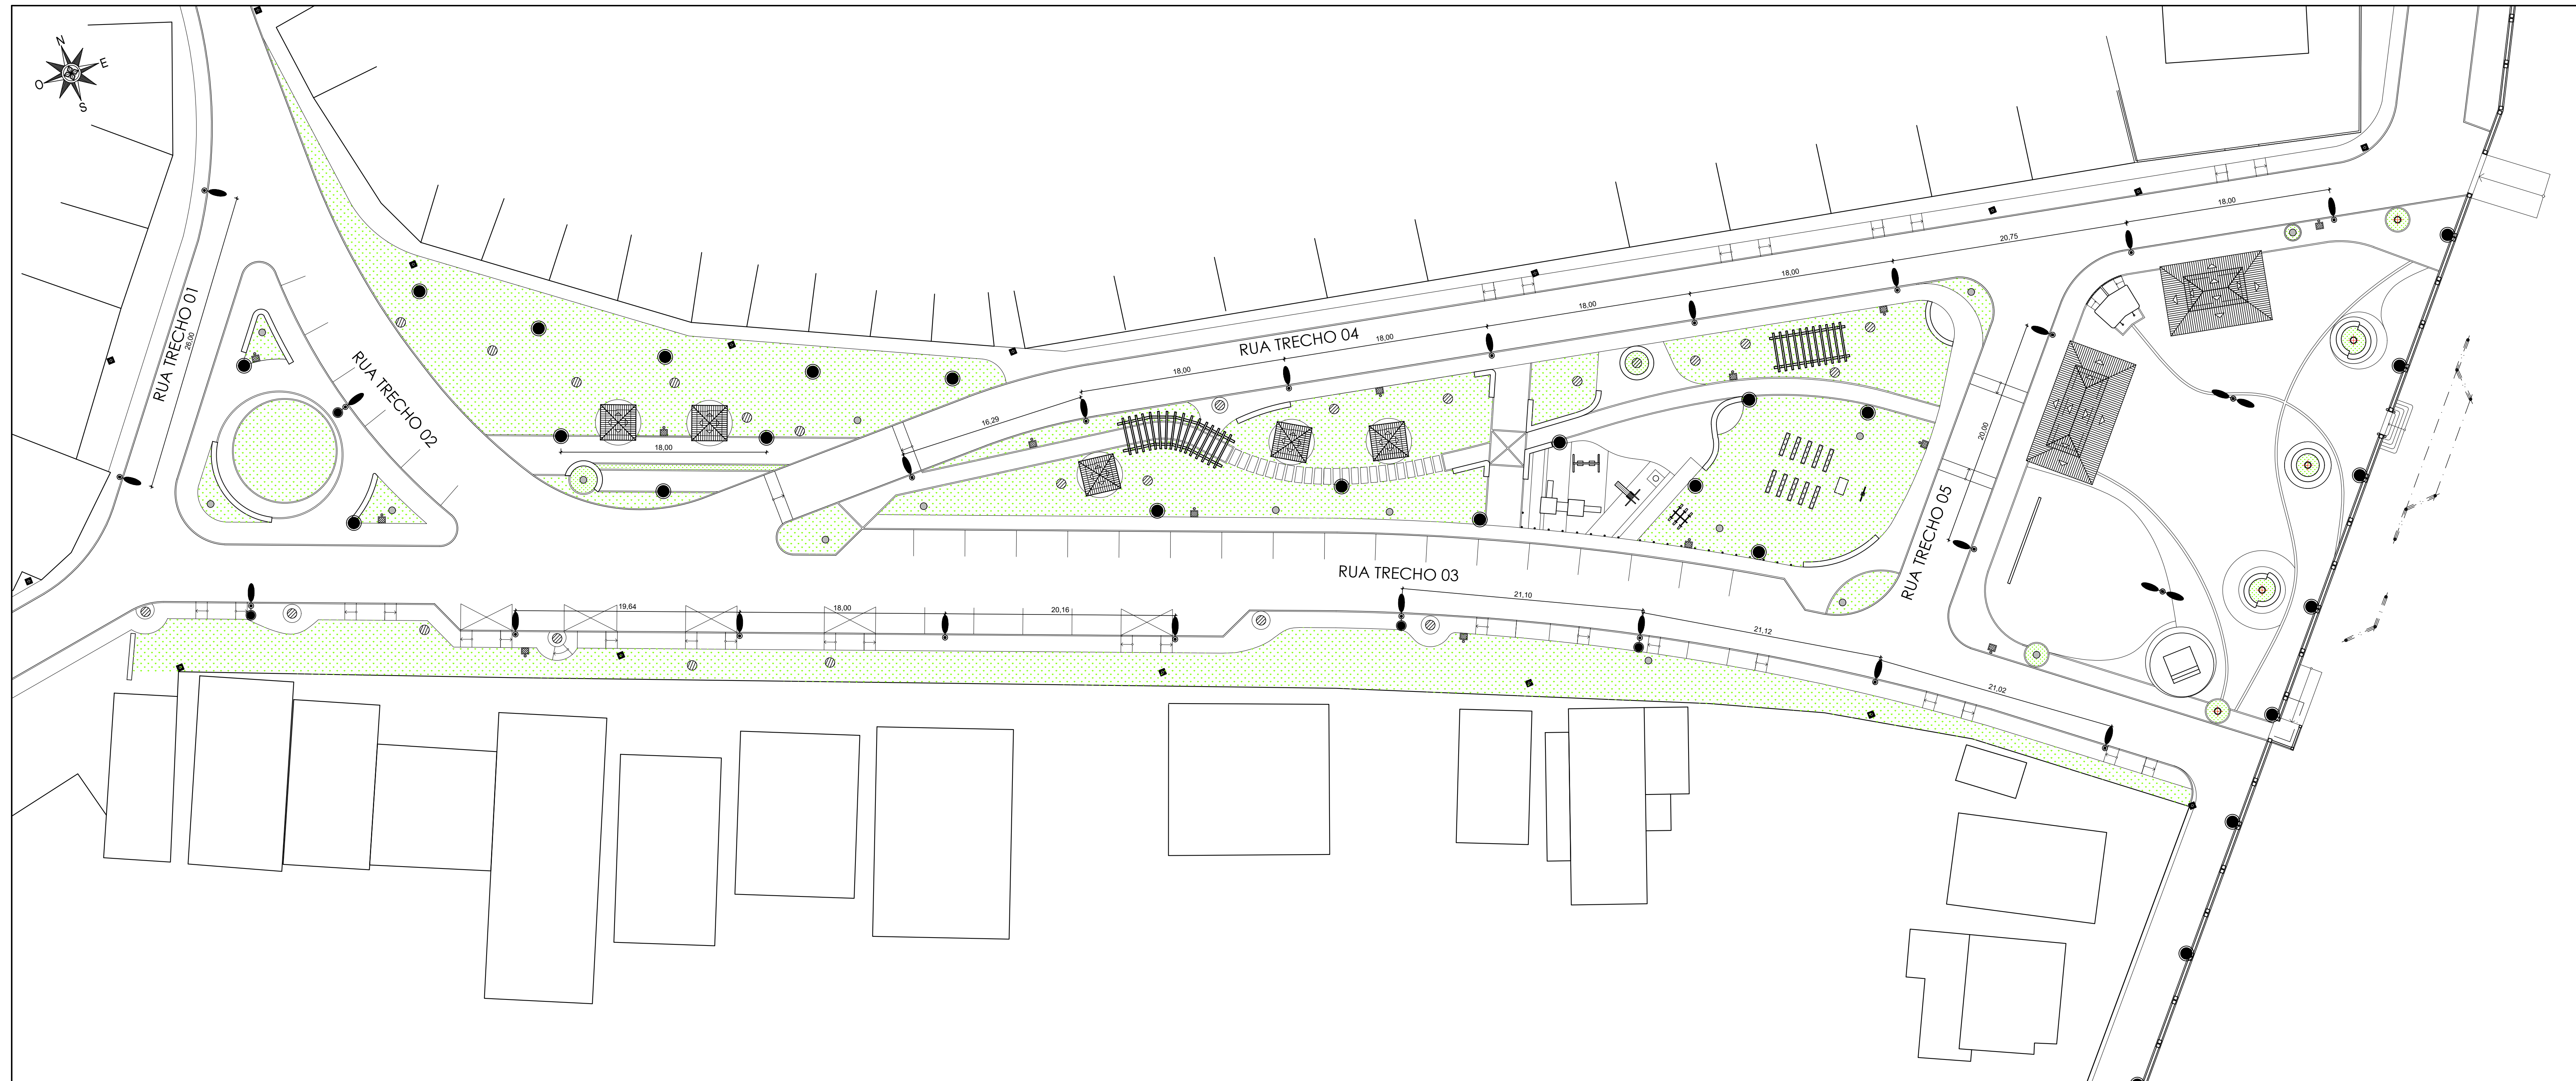 N
E
O
S
RUA TRECHO 01
26,00
RUA TRECHO 02
18,00
16,29
18,00
18,00
18,00
18,00
20,75
18,00
RUA TRECHO 04
RUA TRECHO 05
20,00
RUA TRECHO 03
19,64
18,00
20,16
21,10
21,12
21,02